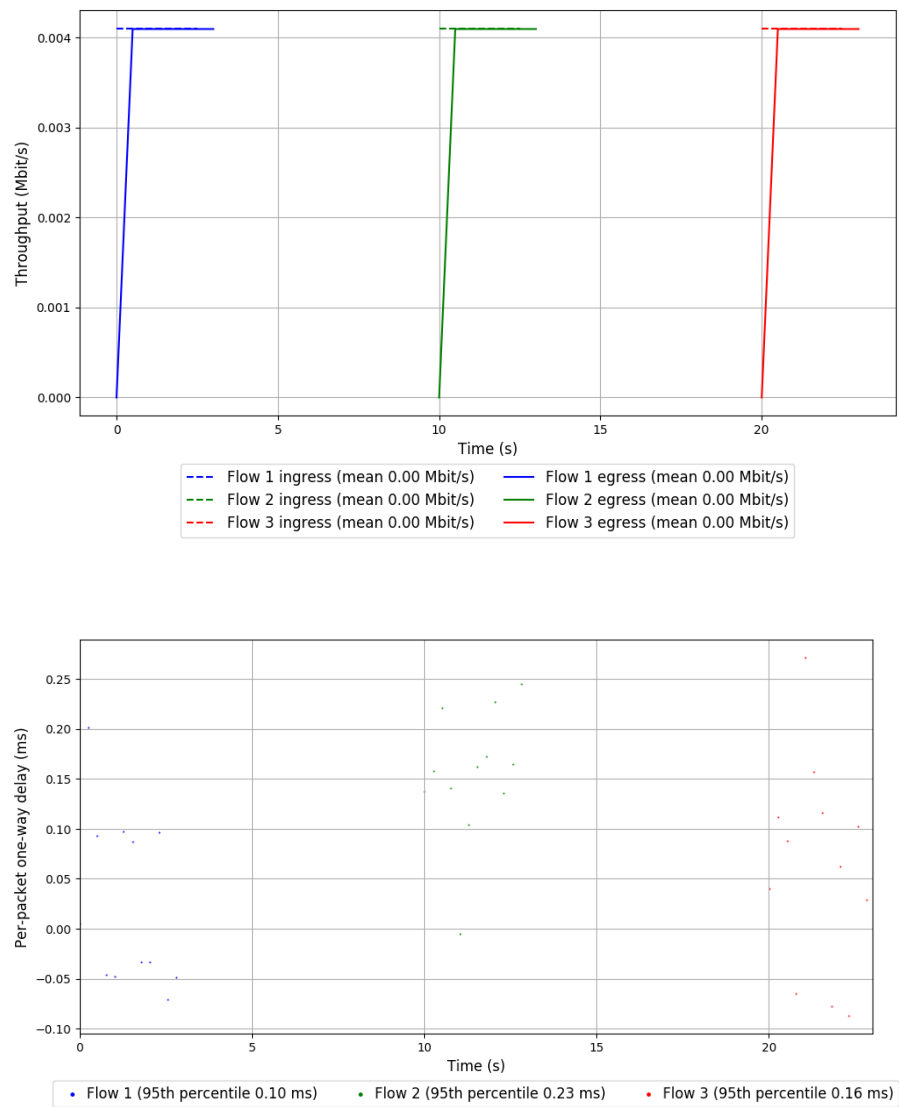 0.004
0.003
0.002
0.001
0.000
Throughput (Mbit/s)
0 5 10 15 20
Time (s)
Flow 1 ingress (mean 0.00 Mbit/s) Flow 1 egress (mean 0.00 Mbit/s)
Flow 2 ingress (mean 0.00 Mbit/s) Flow 2 egress (mean 0.00 Mbit/s)
Flow 3 ingress (mean 0.00 Mbit/s) Flow 3 egress (mean 0.00 Mbit/s)
0.25
0.20
0.15
0.10
0.05
0.00
−0.05
−0.10
Per-packet one-way delay (ms)
0 5 10 15 20
Time (s)
Flow 1 (95th percentile 0.10 ms) Flow 2 (95th percentile 0.23 ms) Flow 3 (95th percentile 0.16 ms)